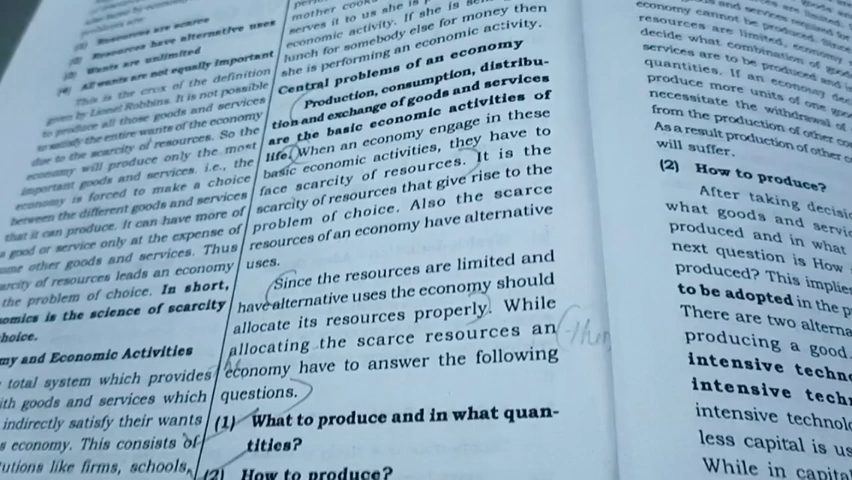 (1) Resources are scarce
(2) Resources have alternative uses
(3) Wants are unlimited
(4) All wants are not equally important
This is the crux of the definition
given by Lionel Robbins. It is not possible
to produce all those goods and services
to satisfy the entire wants of the economy
due to the scarcity of resources. So the
economy will produce only the most
important goods and services. i.e., the
economy is forced to make a choice
between the different goods and services
that it can produce. It can have more of
a good or service only at the expense of
other goods and services. Thus
of resources leads an economy
the problem of choice. In short,
is the science of scarcity
and Economic Activities
total system which provides
goods and services which
indirectly satisfy their wants
economy. This consists of
like firms, schools,
mother
serves it to us she is
economic activity. If she is
lunch for somebody else for money then
she is performing an economic activity.
Central problems of an economy
Production, consumption, distribu-
tion and exchange of goods and services
are the basic economic activities of
life. When an economy engage in these
basic economic activities, they have to
face scarcity of resources. It is the
scarcity of resources that give rise to the
problem of choice. Also the scarce
resources of an economy have alternative
uses.
Since the resources are limited and
have alternative uses the economy should
allocate its resources properly. While
allocating the scarce resources an
economy have to answer the following
questions.
(1) What to produce and in what quan-
tities?
(2) How to produce?
economy cannot be produced. Since
resources are limited, economy
decide what combination of
services are to be produced and in
quantities. If an economy
produce more units of one
necessitate the withdrawal of
from the production of other
As a result production of other
will suffer.
(2) How to produce?
After taking
what goods and
produced and in what
next question is How
produced? This
to be adopted in the
There are two
producing a good.
intensive
intensive
intensive
less capital is
While in